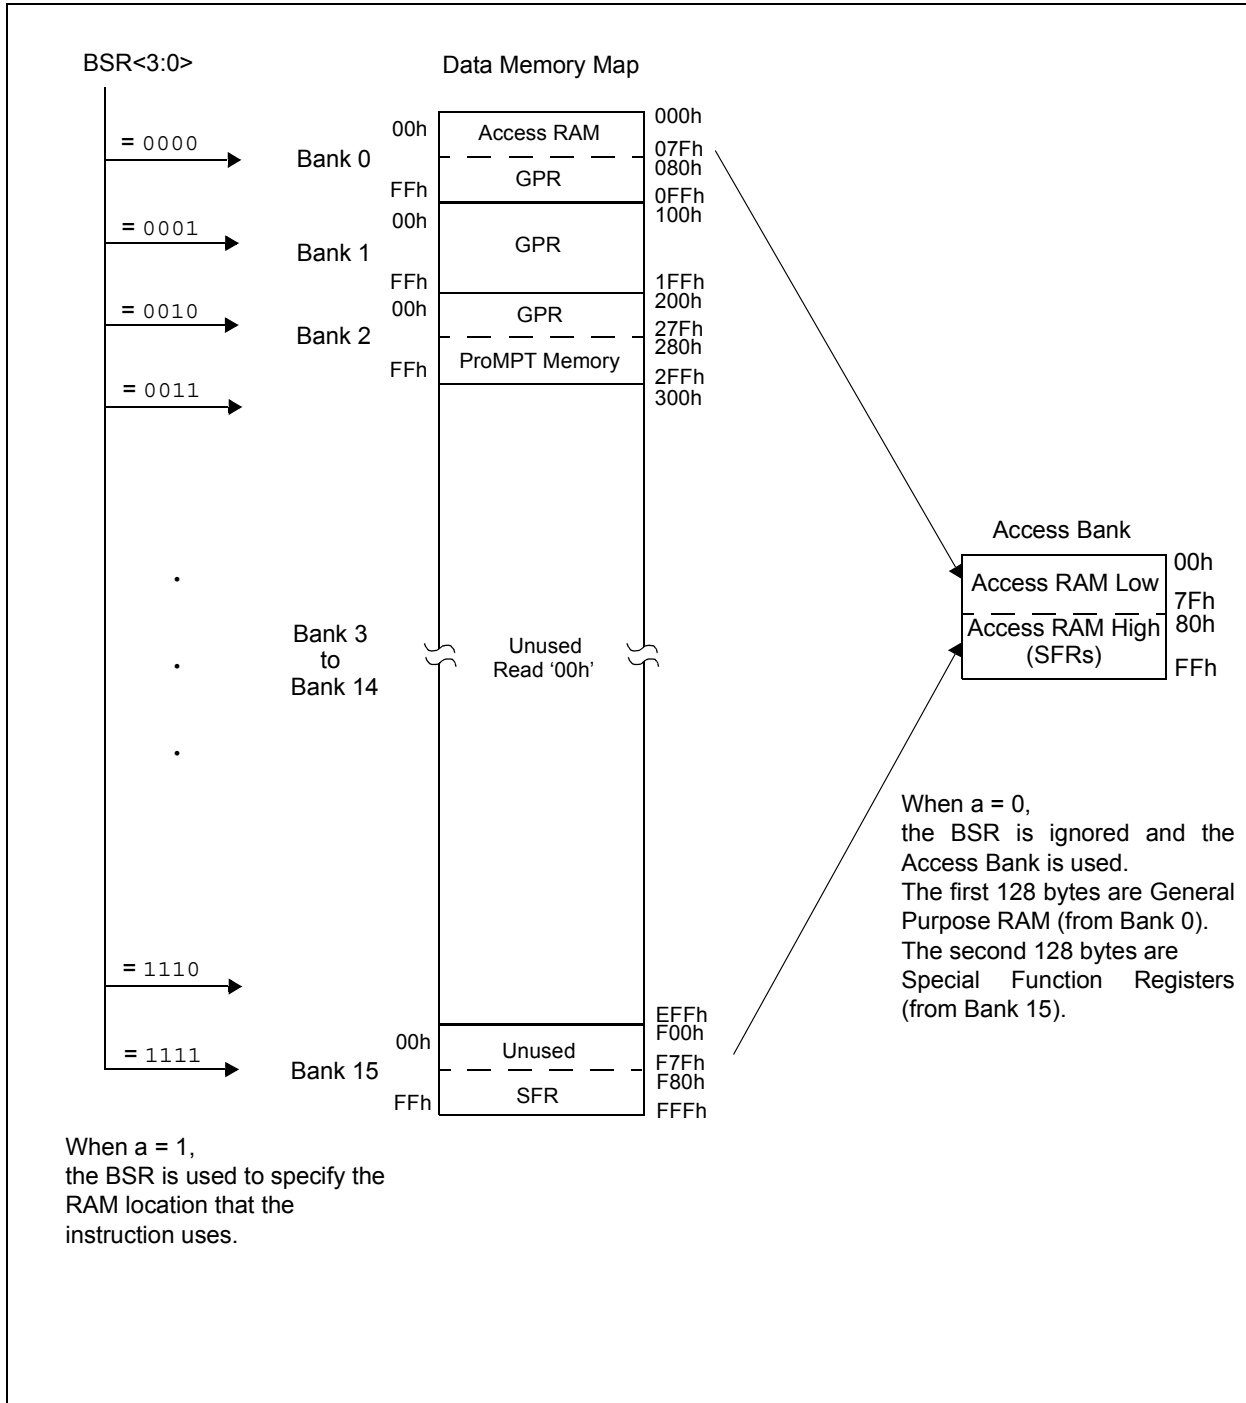 BSR<3:0>
Data Memory Map
= 0000
Bank 0
00h
Access RAM
000h
07Fh
080h
FFh
GPR
0FFh
= 0001
Bank 1
00h
GPR
100h
FFh
1FFh
= 0010
Bank 2
00h
GPR
200h
27Fh
280h
FFh
ProMPT Memory
2FFh
= 0011
300h
.
.
.
Bank 3
to
Bank 14
Unused
Read ‘00h’
= 1110
EFFh
= 1111
Bank 15
00h
Unused
F00h
F7Fh
F80h
FFh
SFR
FFFh
When a = 1,
the BSR is used to specify the
RAM location that the
instruction uses.
Access Bank
Access RAM Low
00h
7Fh
Access RAM High
(SFRs)
80h
FFh
When a = 0,
the BSR is ignored and the
Access Bank is used.
The first 128 bytes are General
Purpose RAM (from Bank 0).
The second 128 bytes are
Special Function Registers
(from Bank 15).